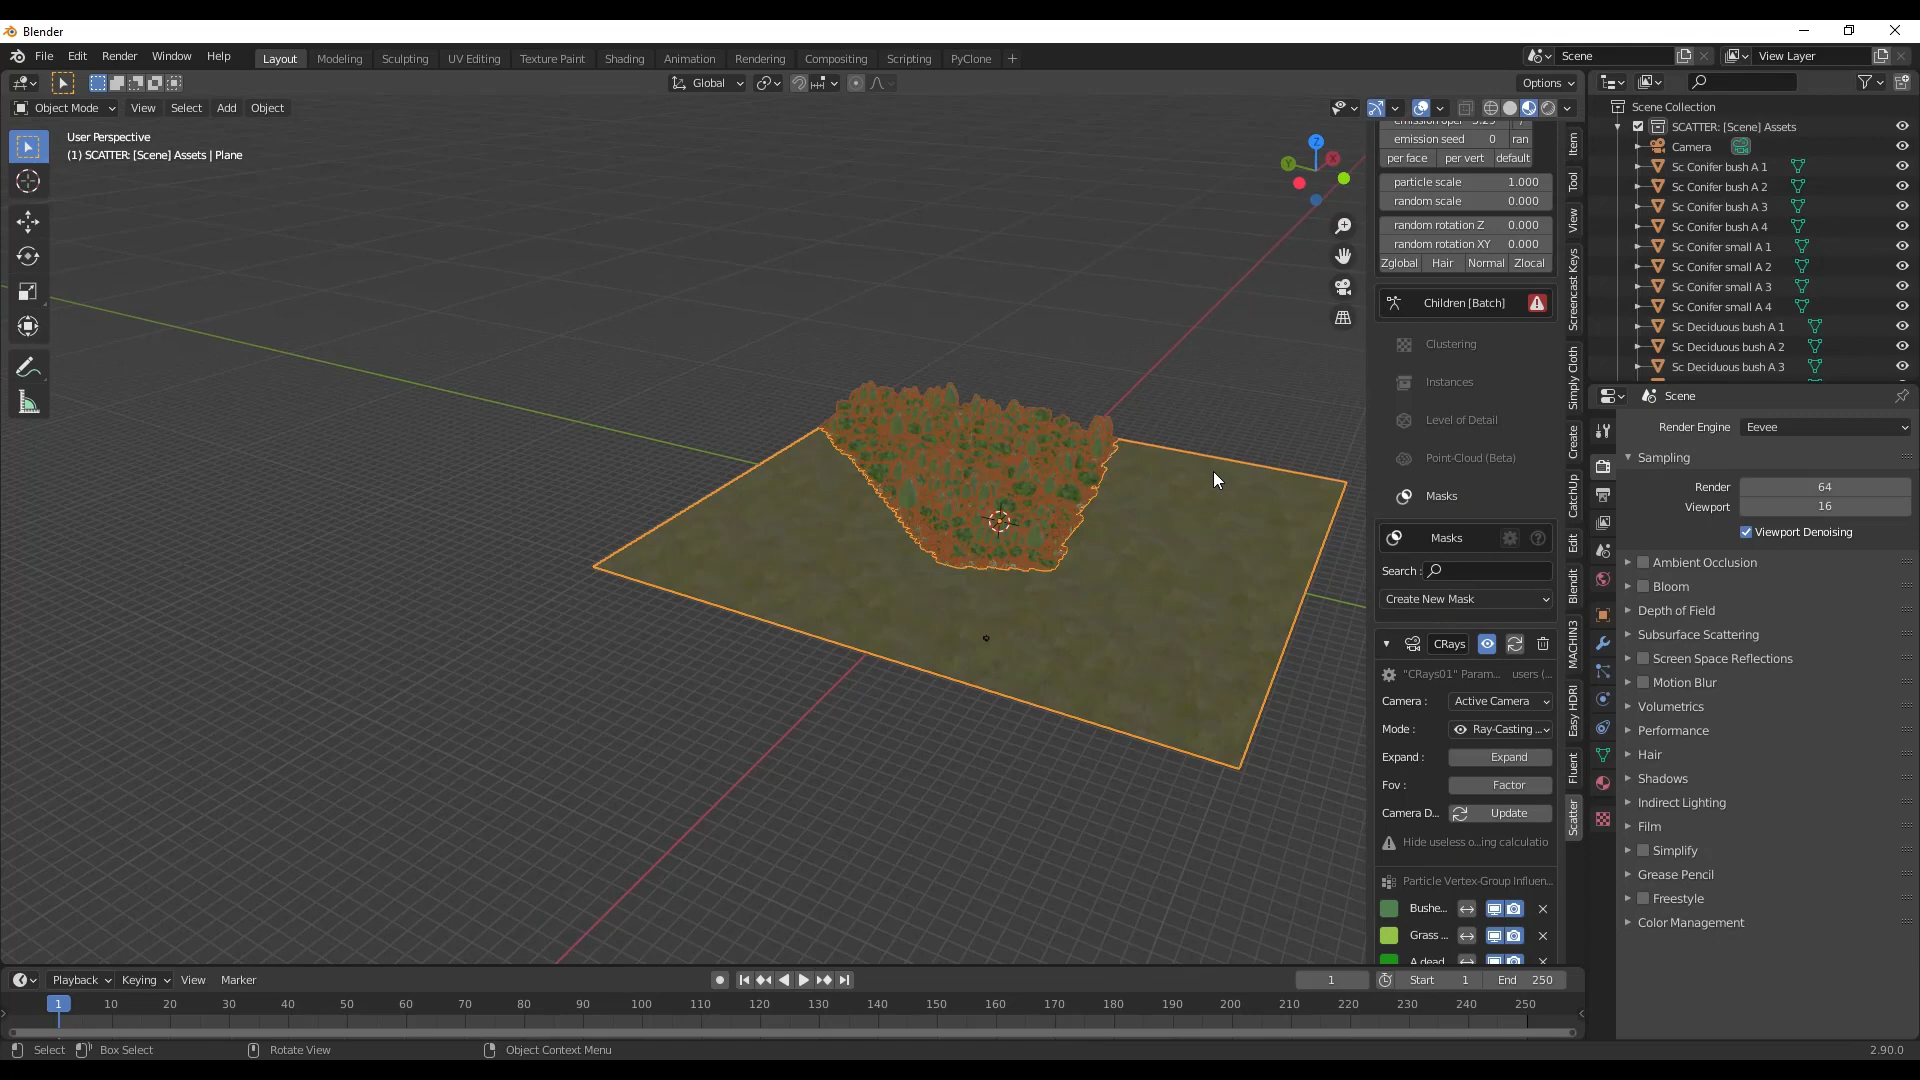 Blender
File Edit Render Window Help
Layout Modeling Sculpting UV Editing Texture Paint Shading Animation Rendering Compositing Scripting PyClone +
Scene
View Layer
Global
Options
Object Mode View Select Add Object
User Perspective
(1) SCATTER: [Scene] Assets | Plane
Z
Y
X
emission seed 0 ran
per face per vert default
particle scale 1.000
random scale 0.000
random rotation Z 0.000
random rotation XY 0.000
Zglobal Hair Normal Zlocal
Children [Batch]
Clustering
Instances
Level of Detail
Point-Cloud (Beta)
Masks
Masks
Search :
Create New Mask
CRays
"CRays01" Param... users (...
Camera : Active Camera
Mode : Ray-Casting ...
Expand : Expand
Fov : Factor
Camera D... Update
Hide useless o...ing calculatio
Particle Vertex-Group Influen...
Bushe...
Grass ...
A dead
Item
Tool
View
Screencast Keys
Simply Cloth
Create
CatchUp
Edit
Blendit
MACHIN3
Easy HDRI
Fluent
Scatter
Scene Collection
SCATTER: [Scene] Assets
Camera
Sc Conifer bush A 1
Sc Conifer bush A 2
Sc Conifer bush A 3
Sc Conifer bush A 4
Sc Conifer small A 1
Sc Conifer small A 2
Sc Conifer small A 3
Sc Conifer small A 4
Sc Deciduous bush A 1
Sc Deciduous bush A 2
Sc Deciduous bush A 3
Scene
Render Engine Eevee
Sampling
Render 64
Viewport 16
Viewport Denoising
Ambient Occlusion
Bloom
Depth of Field
Subsurface Scattering
Screen Space Reflections
Motion Blur
Volumetrics
Performance
Hair
Shadows
Indirect Lighting
Film
Simplify
Grease Pencil
Freestyle
Color Management
Playback Keying View Marker
1 Start 1 End 250
1 10 20 30 40 50 60 70 80 90 100 110 120 130 140 150 160 170 180 190 200 210 220 230 240 250
Select Box Select Rotate View Object Context Menu 2.90.0